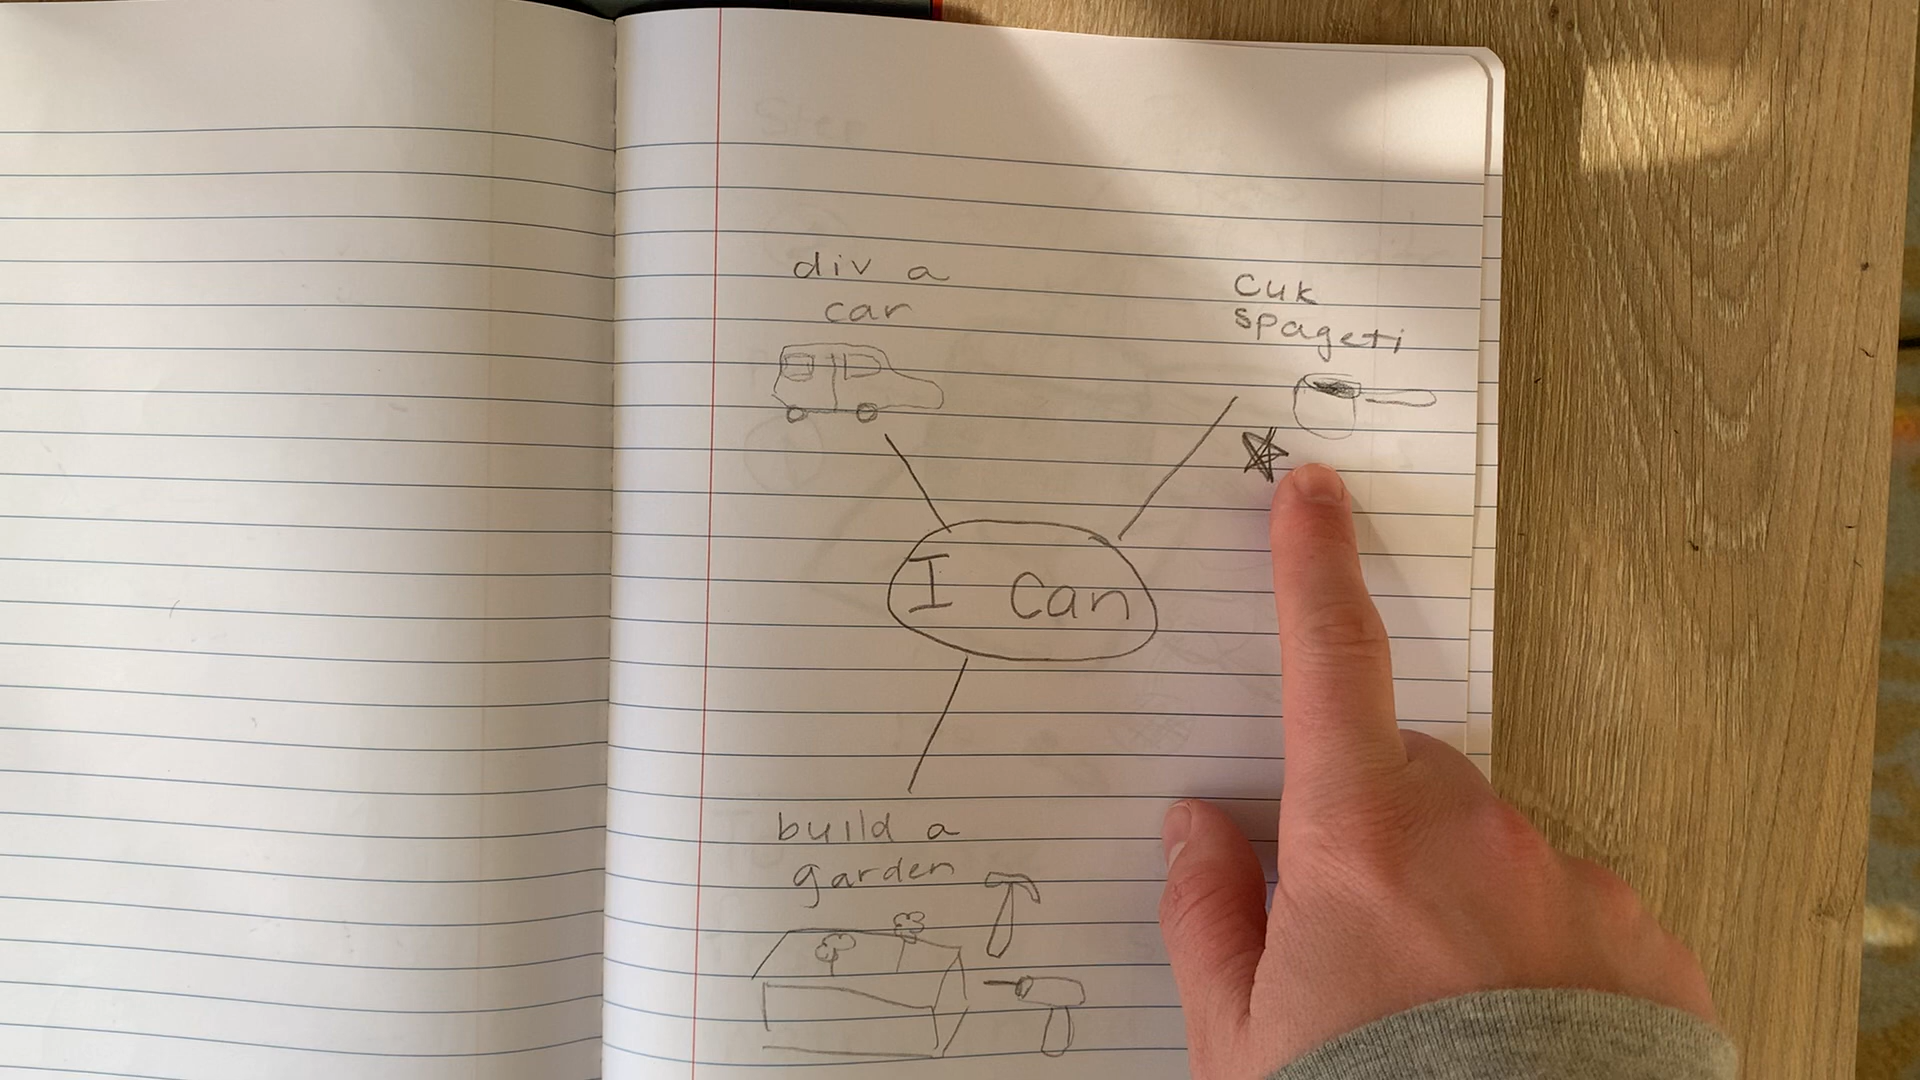 div a
car
cuk
spageti
I Can
build a
garden